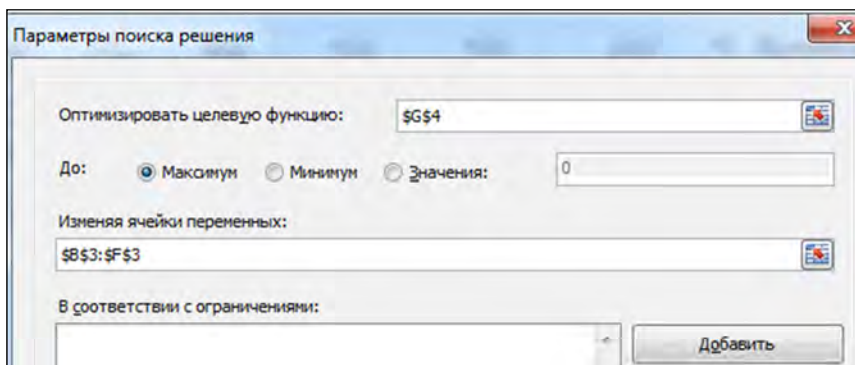 Параметры поиска решения
Оптимизировать целевую функцию: $G$4
До: Максимум Минимум Значения: 0
Изменяя ячейки переменных:
$B$3:$F$3
В соответствии с ограничениями:
Добавить